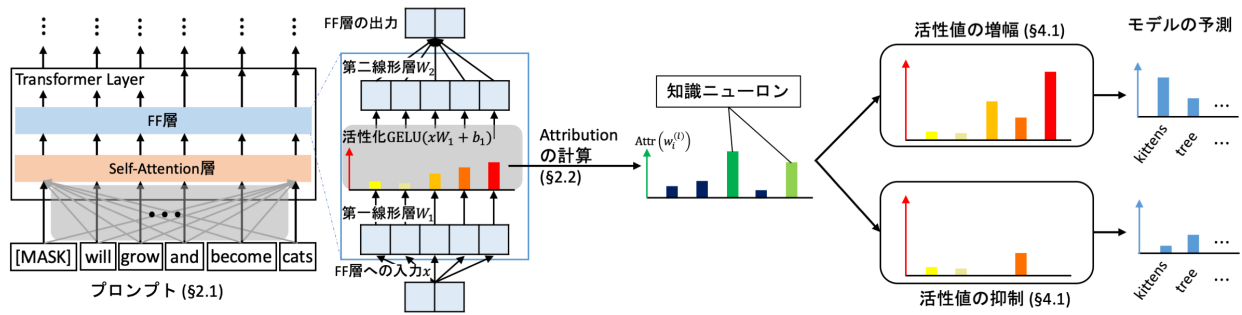 Transformer Layer
FF層
Self-Attention層
[MASK] will grow and become cats
プロンプト (§2.1)
FF層の出力
第二線形層W₂
活性化GELU(xW₁ + b₁)
第一線形層W₁
FF層への入力x
Attribution
の計算
(§2.2)
知識ニューロン
Attr(wᵢ⁽ˡ⁾)
活性値の増幅 (§4.1)
活性値の抑制 (§4.1)
モデルの予測
kittens
tree
...
kittens
tree
...